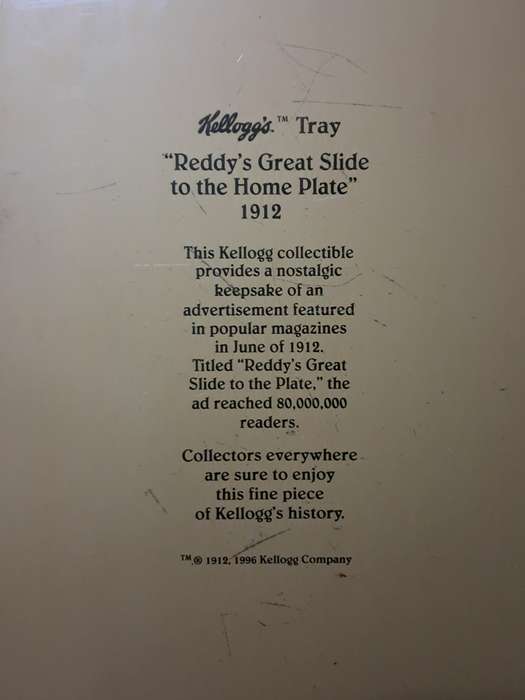 Kellogg's.™ Tray
"Reddy's Great Slide
to the Home Plate"
1912
This Kellogg collectible
provides a nostalgic
keepsake of an
advertisement featured
in popular magazines
in June of 1912.
Titled "Reddy's Great
Slide to the Plate," the
ad reached 80,000,000
readers.
Collectors everywhere
are sure to enjoy
this fine piece
of Kellogg's history.
™,® 1912, 1996 Kellogg Company